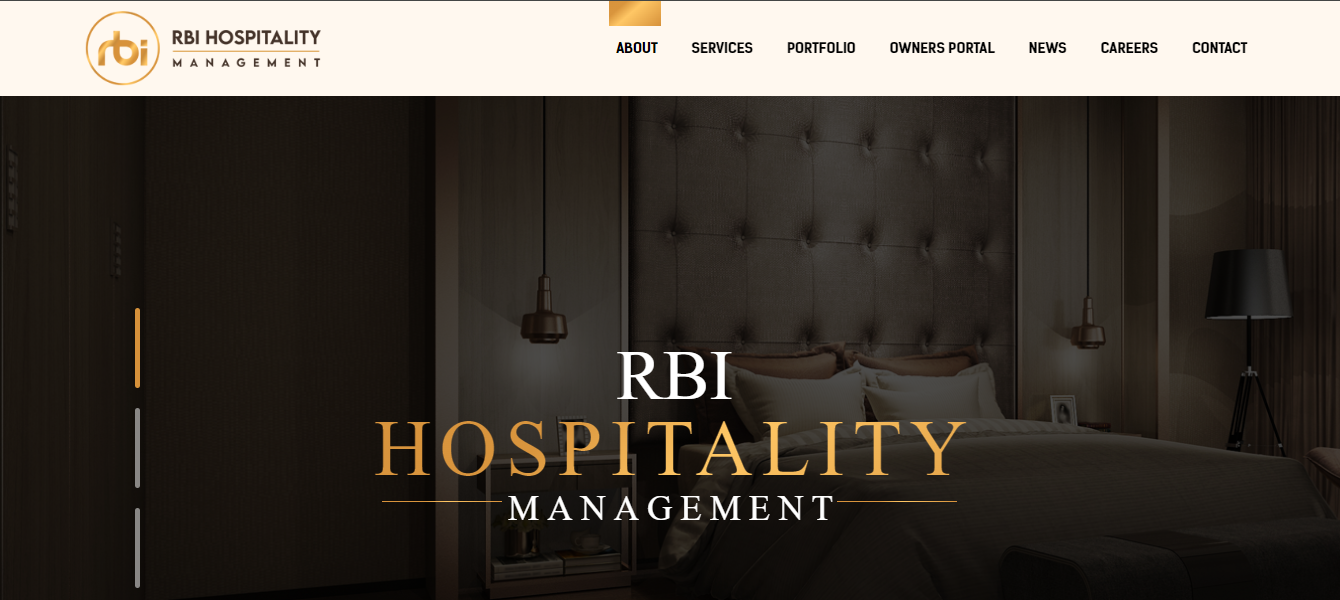 rbi
RBI HOSPITALITY
MANAGEMENT
ABOUT SERVICES PORTFOLIO OWNERS PORTAL NEWS CAREERS CONTACT
RBI
HOSPITALITY
MANAGEMENT